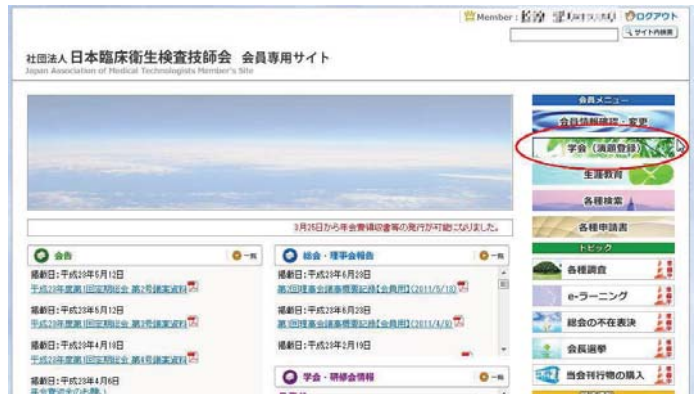 Member :
ログアウト
サイト内検索
社団法人 日本臨床衛生検査技師会 会員専用サイト
Japan Association of Medical Technologists Member's Site
会員メニュー
会員情報確認・変更
学会（演題登録）
生涯教育
各種検索
各種申請書
3月25日から年会費領収書等の発行が可能になりました。
会告
一覧
掲載日:平成23年5月12日
平成23年度第1回定期総会 第2号議案資料
掲載日:平成23年5月12日
平成23年度第1回定期総会 第3号議案資料
掲載日:平成23年4月18日
平成23年度第1回定期総会 第4号議案資料
掲載日:平成23年4月6日
総会・理事会報告
一覧
掲載日:平成23年6月28日
第2回理事会議事概要記録【会員用】(2011/5/18)
掲載日:平成23年6月23日
第1回理事会議事概要記録【会員用】(2011/4/9)
掲載日:平成23年2月19日
学会・研修会情報
一覧
トピック
各種調査
e-ラーニング
総会の不在表決
会長選挙
当会刊行物の購入